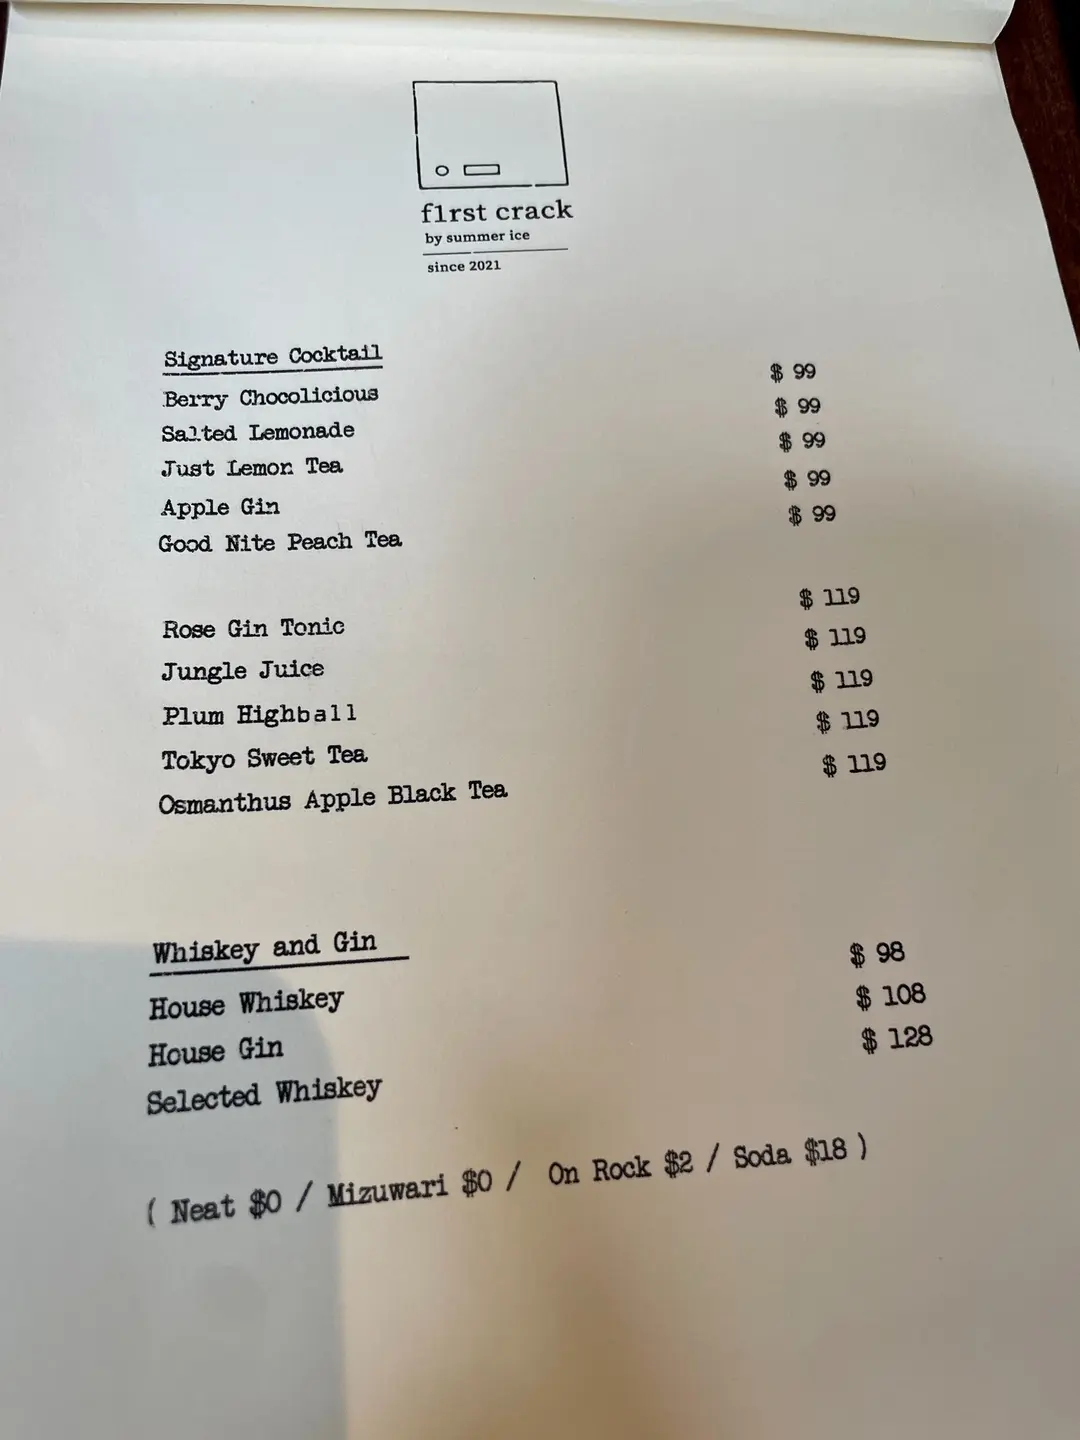 f1rst crack
by summer ice
since 2021
Signature Cocktail
Berry Chocolicious $ 99
Salted Lemonade $ 99
Just Lemon Tea $ 99
Apple Gin $ 99
Good Nite Peach Tea $ 99
Rose Gin Tonic $ 119
Jungle Juice $ 119
Plum Highball $ 119
Tokyo Sweet Tea $ 119
Osmanthus Apple Black Tea $ 119
Whiskey and Gin
House Whiskey $ 98
House Gin $ 108
Selected Whiskey $ 128
( Neat $0 / Mizuwari $0 / On Rock $2 / Soda $18 )